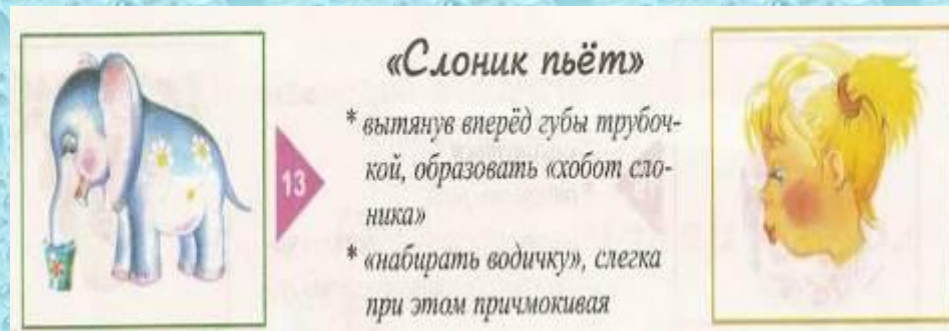 «Слоник пьёт»
* вытянув вперёд губы трубоч-
кой, образовать «хобот сло-
ника»
* «набирать водичку», слегка
при этом причмокивая
13